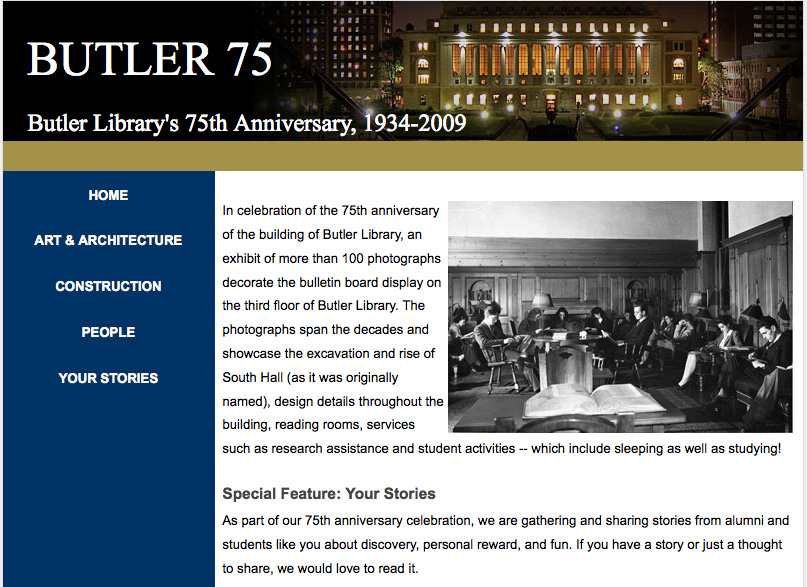 BUTLER 75
Butler Library's 75th Anniversary, 1934-2009
HOME
ART & ARCHITECTURE
CONSTRUCTION
PEOPLE
YOUR STORIES
In celebration of the 75th anniversary
of the building of Butler Library, an
exhibit of more than 100 photographs
decorate the bulletin board display on
the third floor of Butler Library. The
photographs span the decades and
showcase the excavation and rise of
South Hall (as it was originally
named), design details throughout the
building, reading rooms, services
such as research assistance and student activities -- which include sleeping as well as studying!
Special Feature: Your Stories
As part of our 75th anniversary celebration, we are gathering and sharing stories from alumni and
students like you about discovery, personal reward, and fun. If you have a story or just a thought
to share, we would love to read it.